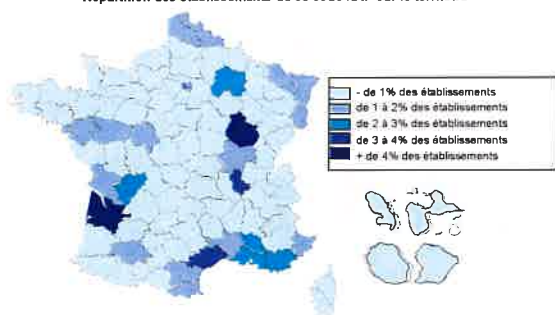 - de 1% des établissements
de 1 à 2% des établissements
de 2 à 3% des établissements
de 3 à 4% des établissements
+ de 4% des établissements